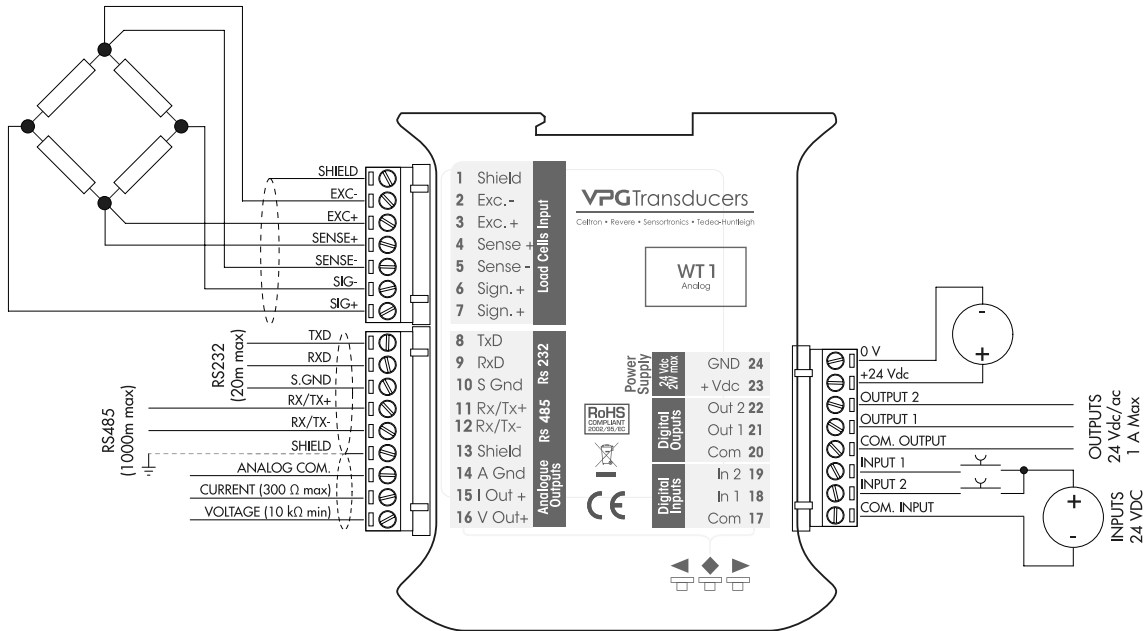 SHIELD
EXC-
EXC+
SENSE+
SENSE-
SIG-
SIG+
TXD
RXD
S.GND
RS232
(20m max)
RX/TX+
RX/TX-
SHIELD
RS485
(1000m max)
ANALOG COM.
CURRENT (300 Ω max)
VOLTAGE (10 kΩ min)
1 Shield
2 Exc.-
3 Exc. +
4 Sense +
5 Sense -
6 Sign. +
7 Sign. +
Load Cells Input
8 TxD
9 RxD
10 S Gnd
Rs 232
11 Rx/Tx+
12 Rx/Tx-
13 Shield
Rs 485
14 A Gnd
15 I Out +
16 V Out+
Analogue
Outputs
VPGTransducers
Celtron • Revere • Sensortronics • Tedea-Huntleigh
WT 1
Analog
RoHS
COMPLIANT
2002/95/EC
CE
Power
Supply
24 Vdc
2W max
GND 24
+ Vdc 23
Digital
Ouputs
Out 2 22
Out 1 21
Com 20
Digital
Inputs
In 2 19
In 1 18
Com 17
0 V
+24 Vdc
OUTPUT 2
OUTPUT 1
COM. OUTPUT
INPUT 1
INPUT 2
COM. INPUT
-
+
OUTPUTS
24 Vdc/ac
1 A Max
+
-
INPUTS
24 VDC